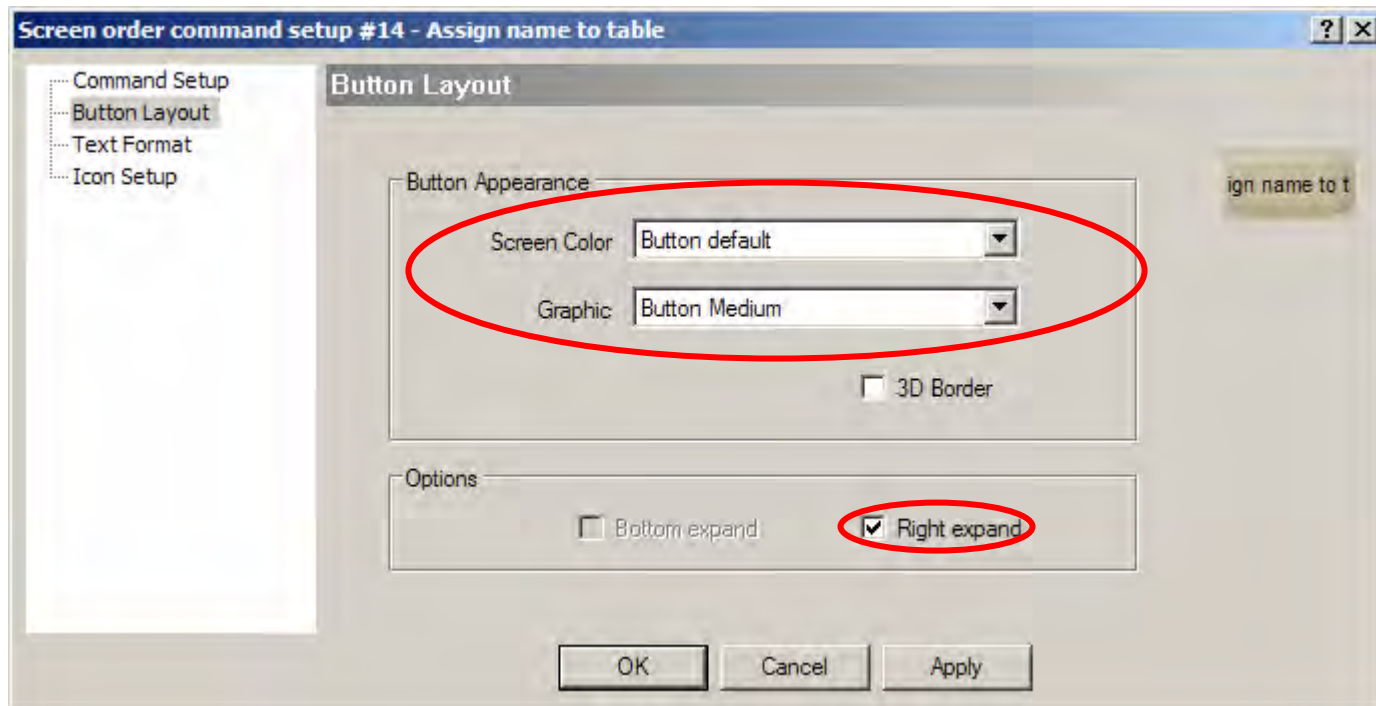 Screen order command setup #14 - Assign name to table
Command Setup
Button Layout
Text Format
Icon Setup
Button Layout
ign name to t
Button Appearance
Screen Color Button default
Graphic Button Medium
3D Border
Options
Bottom expand Right expand
OK Cancel Apply